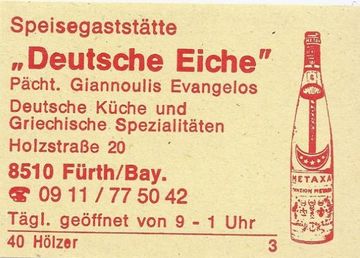 Speisegaststätte
„Deutsche Eiche"
Pächt. Giannoulis Evangelos
Deutsche Küche und
Griechische Spezialitäten
Holzstraße 20
8510 Fürth/Bay.
☎ 09 11 / 77 50 42
Tägl. geöffnet von 9 - 1 Uhr
40 Hölzer 3
METAXA